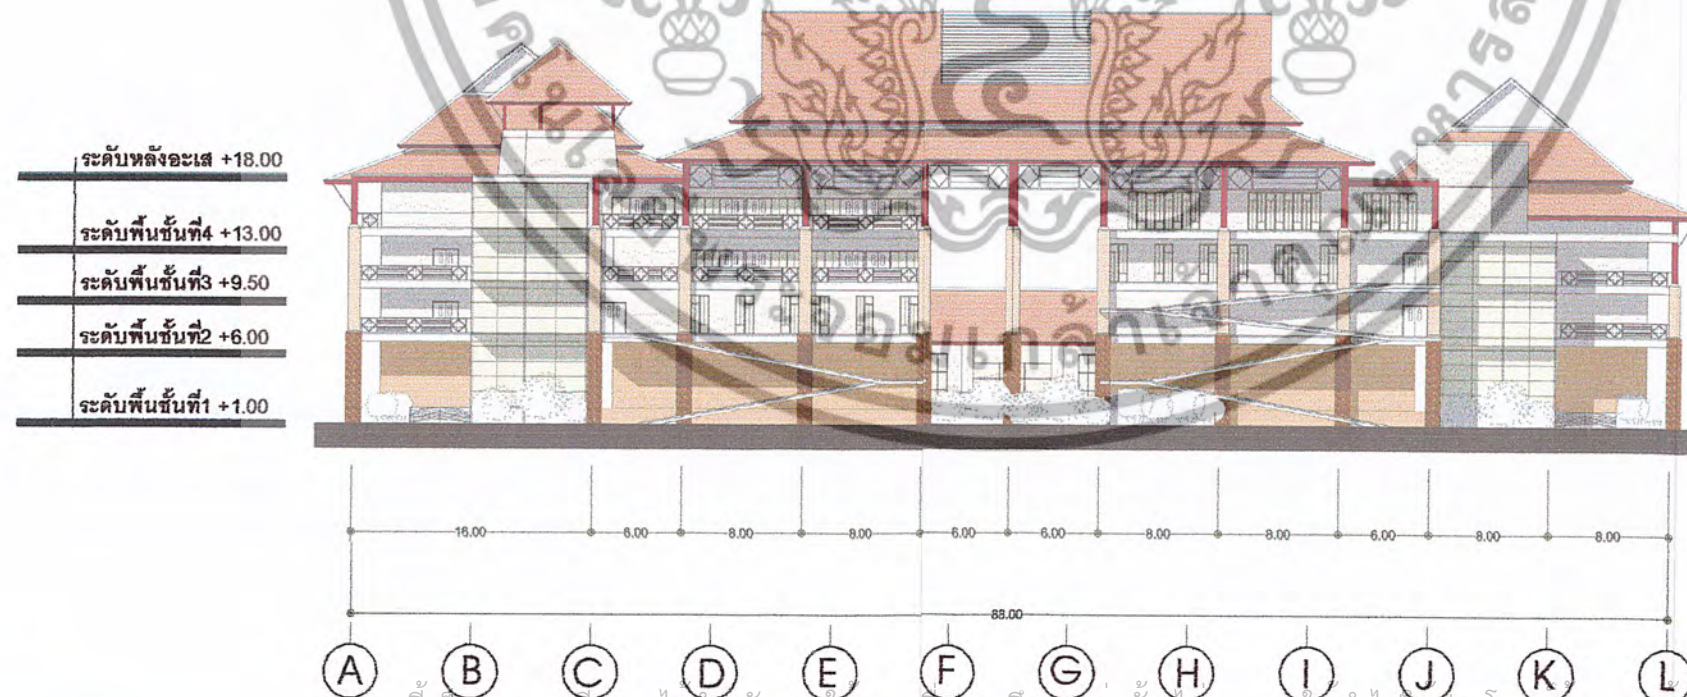 ระดับหลังอะเส +18.00
ระดับพื้นชั้นที่4 +13.00
ระดับพื้นชั้นที่3 +9.50
ระดับพื้นชั้นที่2 +6.00
ระดับพื้นชั้นที่1 +1.00
16.00 6.00 8.00 8.00 6.00 6.00 8.00 8.00 6.00 8.00 8.00
88.00
A B C D E F G H I J K L